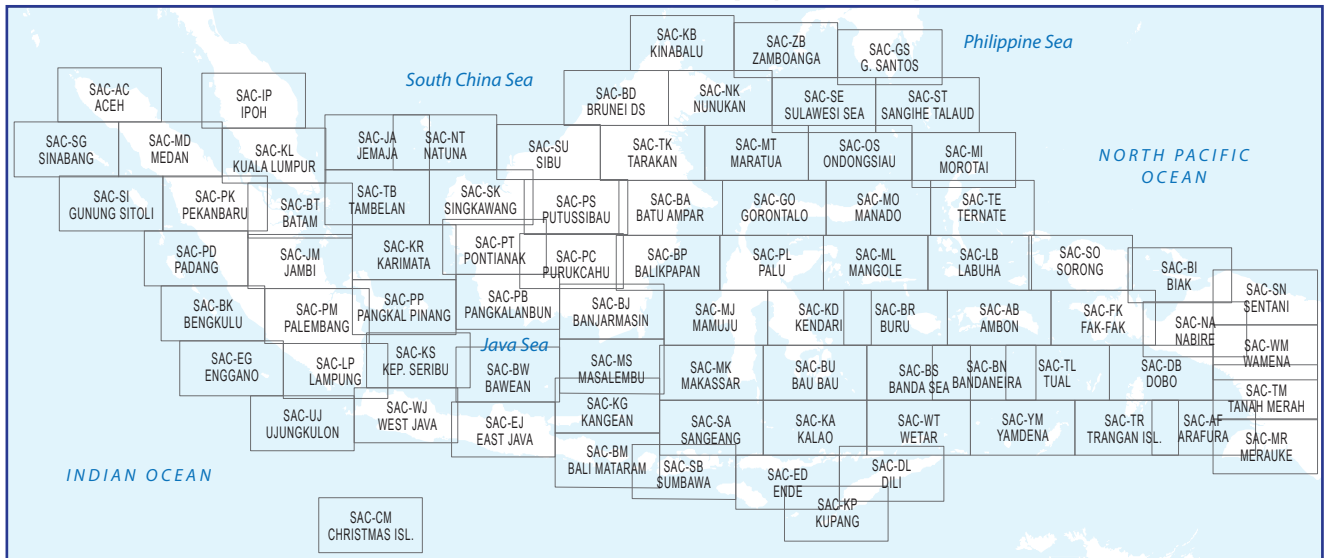 SAC-KB
KINABALU
SAC-ZB
ZAMBOANGA
SAC-GS
G. SANTOS
Philippine Sea
South China Sea
SAC-AC
ACEH
SAC-IP
IPOH
SAC-BD
BRUNEI DS
SAC-NK
NUNUKAN
SAC-SE
SULAWESI SEA
SAC-ST
SANGIHE TALAUD
SAC-SG
SINABANG
SAC-MD
MEDAN
SAC-KL
KUALA LUMPUR
SAC-JA
JEMAJA
SAC-NT
NATUNA
SAC-SU
SIBU
SAC-TK
TARAKAN
SAC-MT
MARATUA
SAC-OS
ONDONGSIAU
SAC-MI
MOROTAI
NORTH PACIFIC
OCEAN
SAC-SI
GUNUNG SITOLI
SAC-PK
PEKANBARU
SAC-BT
BATAM
SAC-TB
TAMBELAN
SAC-SK
SINGKAWANG
SAC-PS
PUTUSSIBAU
SAC-BA
BATU AMPAR
SAC-GO
GORONTALO
SAC-MO
MANADO
SAC-TE
TERNATE
SAC-PD
PADANG
SAC-JM
JAMBI
SAC-KR
KARIMATA
SAC-PT
PONTIANAK
SAC-PC
PURUKCAHU
SAC-BP
BALIKPAPAN
SAC-PL
PALU
SAC-ML
MANGOLE
SAC-LB
LABUHA
SAC-SO
SORONG
SAC-BI
BIAK
SAC-SN
SENTANI
SAC-BK
BENGKULU
SAC-PM
PALEMBANG
SAC-PP
PANGKAL PINANG
SAC-PB
PANGKALANBUN
SAC-BJ
BANJARMASIN
SAC-MJ
MAMUJU
SAC-KD
KENDARI
SAC-BR
BURU
SAC-AB
AMBON
SAC-FK
FAK-FAK
SAC-NA
NABIRE
SAC-WM
WAMENA
Java Sea
SAC-EG
ENGGANO
SAC-LP
LAMPUNG
SAC-KS
KEP. SERIBU
SAC-BW
BAWEAN
SAC-MS
MASALEMBU
SAC-MK
MAKASSAR
SAC-BU
BAU BAU
SAC-BS
BANDA SEA
SAC-BN
BANDANEIRA
SAC-TL
TUAL
SAC-DB
DOBO
SAC-TM
TANAH MERAH
SAC-UJ
UJUNGKULON
SAC-WJ
WEST JAVA
SAC-EJ
EAST JAVA
SAC-KG
KANGEAN
SAC-SA
SANGEANG
SAC-KA
KALAO
SAC-WT
WETAR
SAC-YM
YAMDENA
SAC-TR
TRANGAN ISL.
SAC-AF
ARAFURA
SAC-MR
MERAUKE
INDIAN OCEAN
SAC-BM
BALI MATARAM
SAC-SB
SUMBAWA
SAC-ED
ENDE
SAC-DL
DILI
SAC-KP
KUPANG
SAC-CM
CHRISTMAS ISL.